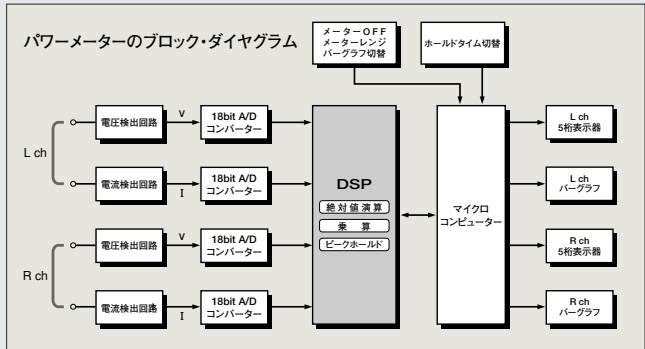 パワーメーターのブロック・ダイヤグラム
メーターOFF
メーターレンジ
バーグラフ切替
ホールドタイム切替
L ch
電圧検出回路
V
18bit A/D
コンバーター
電流検出回路
I
18bit A/D
コンバーター
R ch
電圧検出回路
V
18bit A/D
コンバーター
電流検出回路
I
18bit A/D
コンバーター
DSP
絶対値演算
乗算
ピークホールド
マイクロ
コンピューター
L ch
5桁表示器
L ch
バーグラフ
R ch
5桁表示器
R ch
バーグラフ